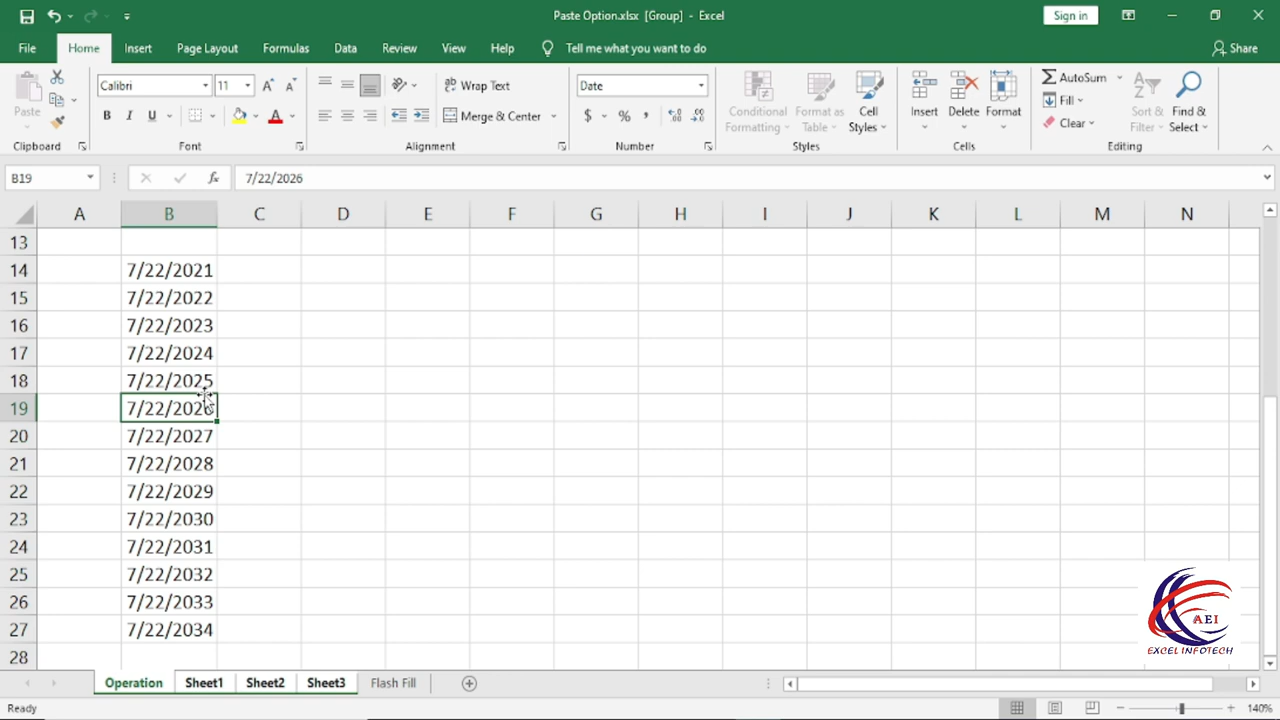 Paste Option.xlsx [Group] - Excel
Sign in
File Home Insert Page Layout Formulas Data Review View Help Tell me what you want to do Share
Paste
Clipboard
Calibri 11 A A
B I U A
Font
Wrap Text
Merge & Center
Alignment
Date
$ % ,
Number
Conditional Formatting
Format as Table
Cell Styles
Styles
Insert Delete Format
Cells
AutoSum
Fill
Clear
Sort & Filter
Find & Select
Editing
B19 fx 7/22/2026
A B C D E F G H I J K L M N
13
14 7/22/2021
15 7/22/2022
16 7/22/2023
17 7/22/2024
18 7/22/2025
19 7/22/2026
20 7/22/2027
21 7/22/2028
22 7/22/2029
23 7/22/2030
24 7/22/2031
25 7/22/2032
26 7/22/2033
27 7/22/2034
28
AEI
EXCEL INFOTECH
Operation Sheet1 Sheet2 Sheet3 Flash Fill
Ready 140%